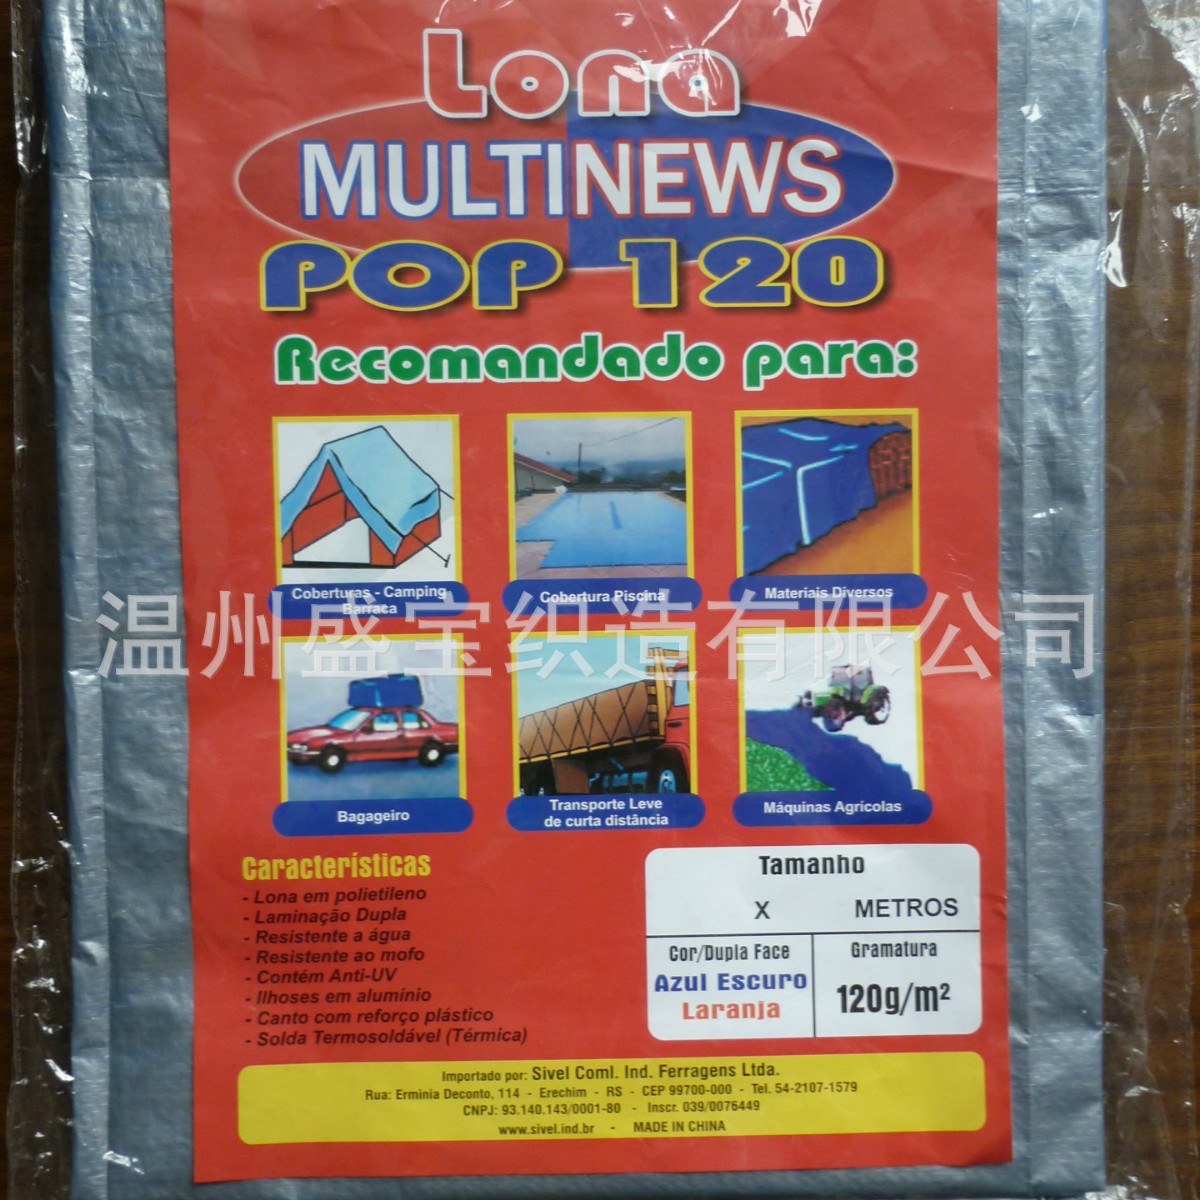 Lona
MULTINEWS
POP 120
Recomandado para:
Coberturas - Camping
Barraca
Cobertura Piscina
Materiais Diversos
温州盛宝织造有限公司
Bagageiro
Transporte Leve
de curta distância
Máquinas Agrícolas
Características
- Lona em polietileno
- Laminação Dupla
- Resistente a água
- Resistente ao mofo
- Contém Anti-UV
- Ilhoses em alumínio
- Canto com reforço plástico
- Solda Termosoldável (Térmica)
Tamanho
X METROS
Cor/Dupla Face
Azul Escuro
Laranja
Gramatura
120g/m²
Importado por: Sivel Coml. Ind. Ferragens Ltda.
Rua: Erminia Deconto, 114 - Erechim - RS - CEP 99700-000 - Tel. 54-2107-1579
CNPJ: 93.140.143/0001-80 - Inscr. 039/0076449
www.sivel.ind.br - MADE IN CHINA